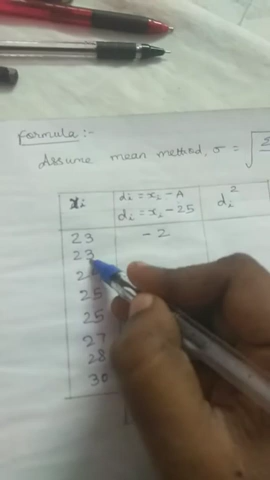 Formula :-
Assume mean method, σ = √Σ
xi di = xi - A di²
di = xi - 25
23 - 2
23
2
25
25
27
28
30